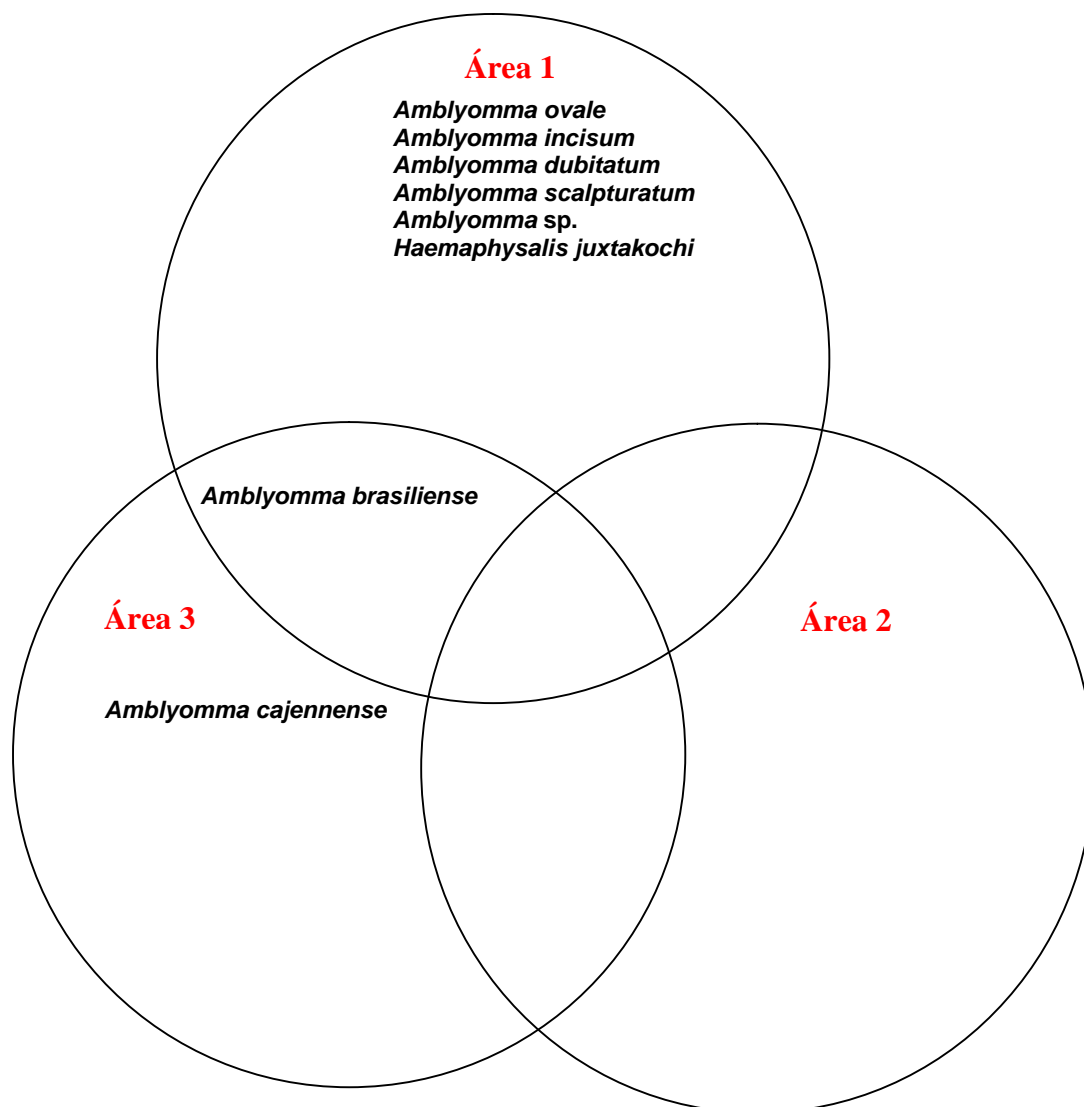 Área 1
Amblyomma ovale
Amblyomma incisum
Amblyomma dubitatum
Amblyomma scalpturatum
Amblyomma sp.
Haemaphysalis juxtakochi
Amblyomma brasiliense
Área 3
Área 2
Amblyomma cajennense